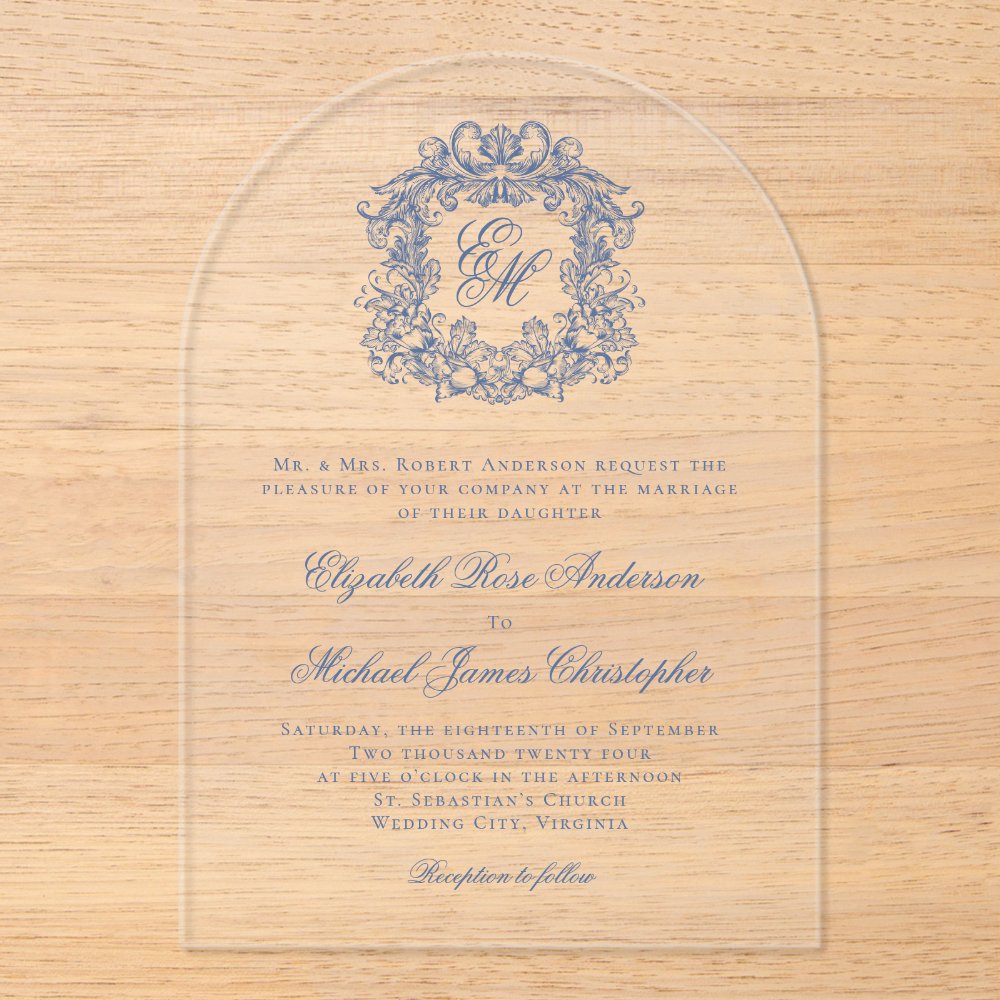 E
M
Mr. & Mrs. Robert Anderson request the
pleasure of your company at the marriage
of their daughter
Elizabeth Rose Anderson
To
Michael James Christopher
Saturday, the eighteenth of September
Two thousand twenty four
at five o'clock in the afternoon
St. Sebastian's Church
Wedding City, Virginia
Reception to follow